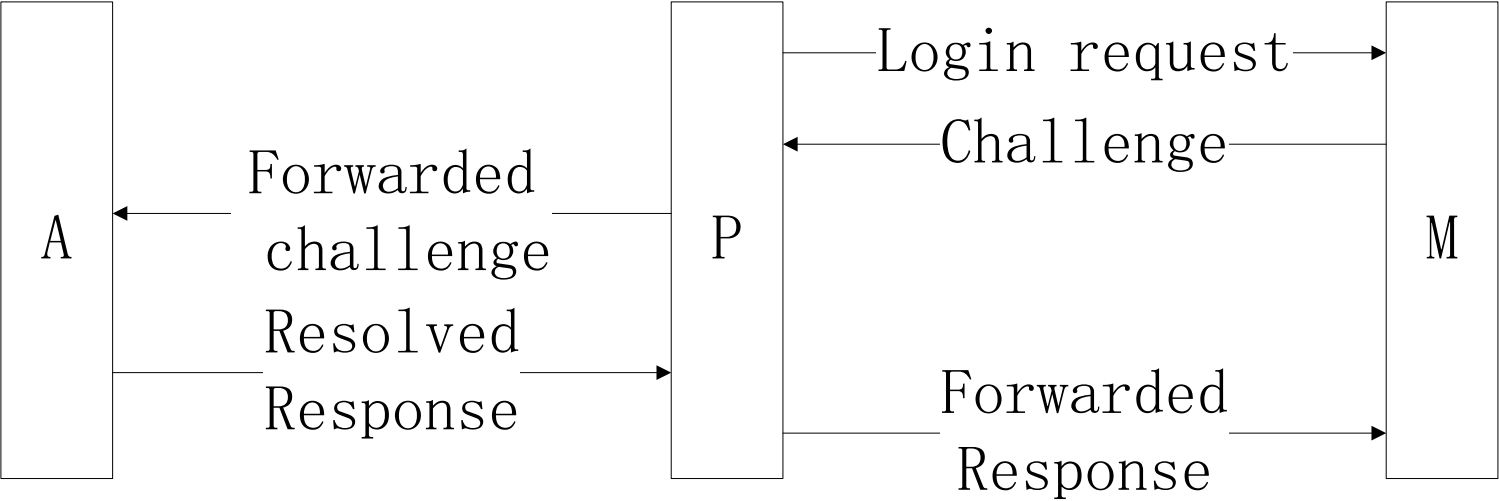 Login request
Challenge
Forwarded
challenge
A
P
M
Resolved
Response
Forwarded
Response